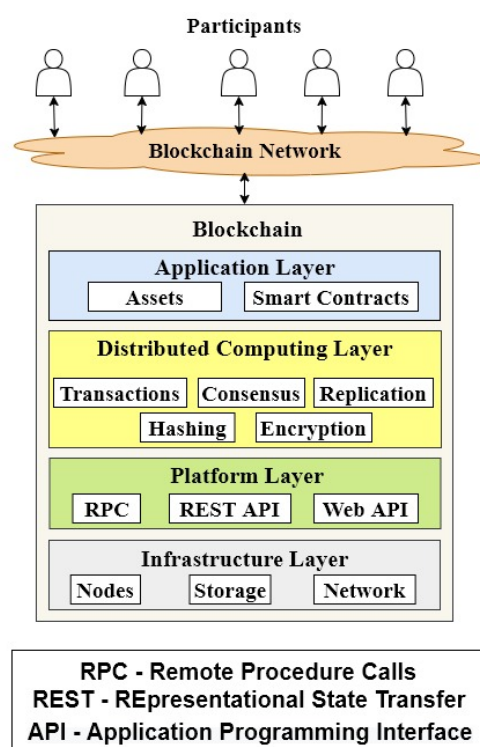 Participants
Blockchain Network
Blockchain
Application Layer
Assets Smart Contracts
Distributed Computing Layer
Transactions Consensus Replication
Hashing Encryption
Platform Layer
RPC REST API Web API
Infrastructure Layer
Nodes Storage Network
RPC - Remote Procedure Calls
REST - REpresentational State Transfer
API - Application Programming Interface